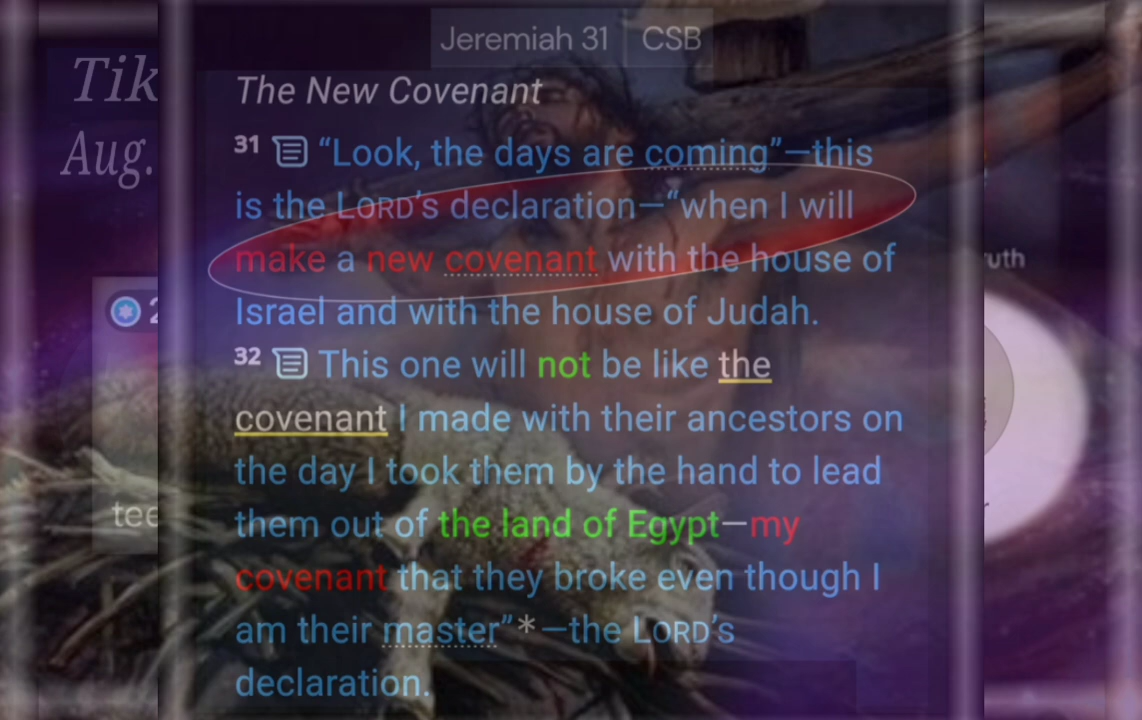 Jeremiah 31 CSB
Tik
Aug.
The New Covenant
31 “Look, the days are coming”—this
is the LORD’s declaration—“when I will
make a new covenant with the house of
Israel and with the house of Judah.
32 This one will not be like the
covenant I made with their ancestors on
the day I took them by the hand to lead
them out of the land of Egypt—my
covenant that they broke even though I
am their master”*—the LORD’s
declaration.
2
uth
tee